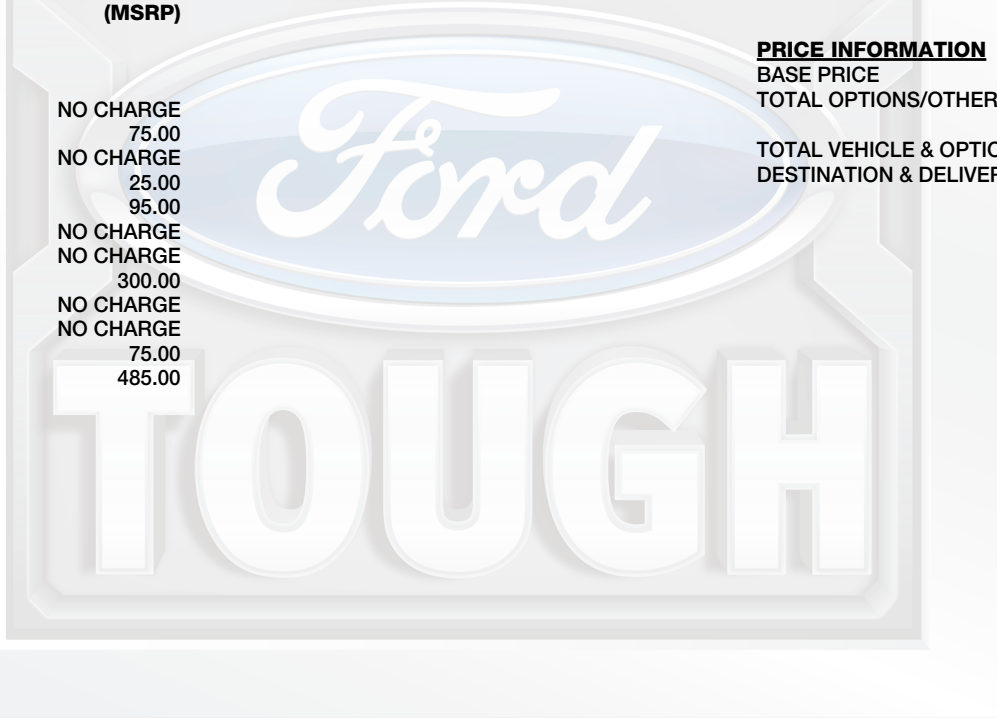 (MSRP)
NO CHARGE
75.00
NO CHARGE
25.00
95.00
NO CHARGE
NO CHARGE
300.00
NO CHARGE
NO CHARGE
75.00
485.00
PRICE INFORMATION
BASE PRICE
TOTAL OPTIONS/OTHER
TOTAL VEHICLE & OPTIO
DESTINATION & DELIVER
Ford
TOUGH